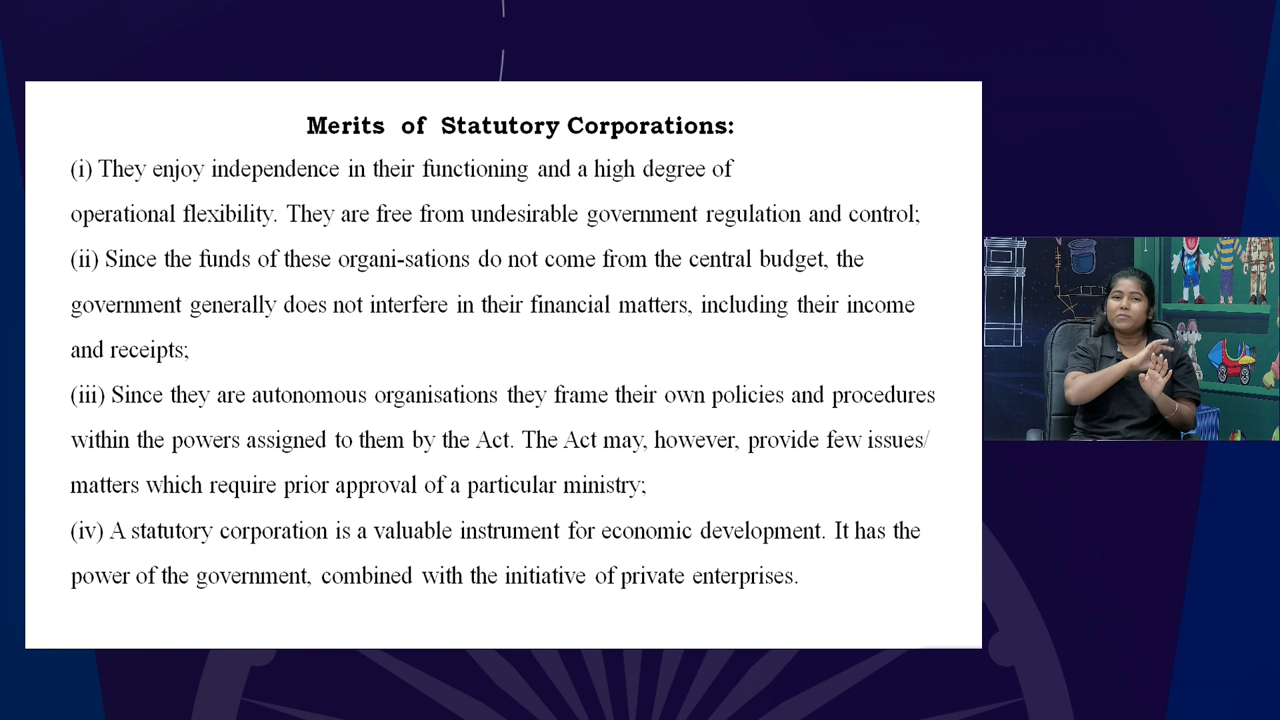 Merits of Statutory Corporations:
(i) They enjoy independence in their functioning and a high degree of
operational flexibility. They are free from undesirable government regulation and control;
(ii) Since the funds of these organi-sations do not come from the central budget, the
government generally does not interfere in their financial matters, including their income
and receipts;
(iii) Since they are autonomous organisations they frame their own policies and procedures
within the powers assigned to them by the Act. The Act may, however, provide few issues/
matters which require prior approval of a particular ministry;
(iv) A statutory corporation is a valuable instrument for economic development. It has the
power of the government, combined with the initiative of private enterprises.